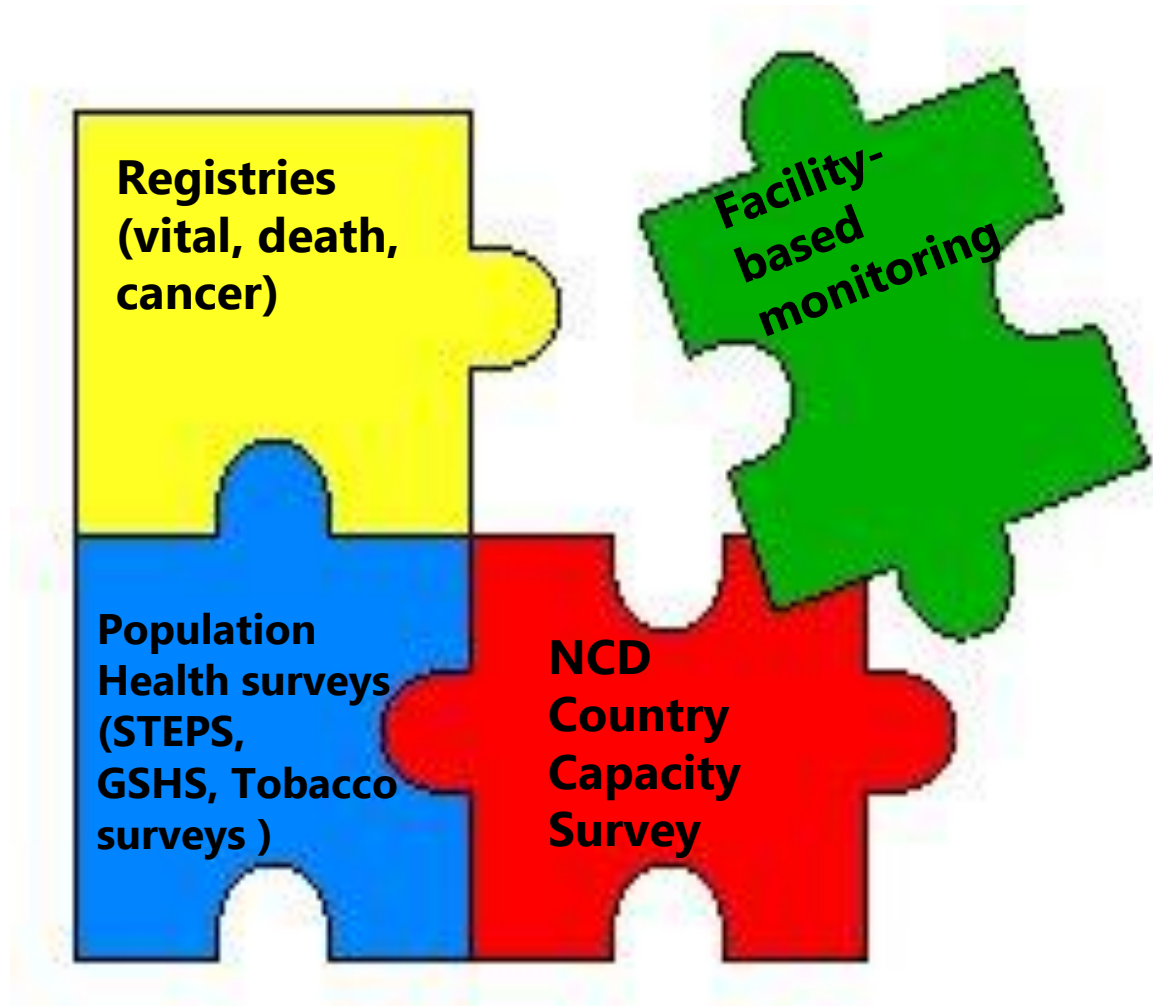 Registries
(vital, death,
cancer)
Facility-
based
monitoring
Population
Health surveys
(STEPS,
GSHS, Tobacco
surveys )
NCD
Country
Capacity
Survey